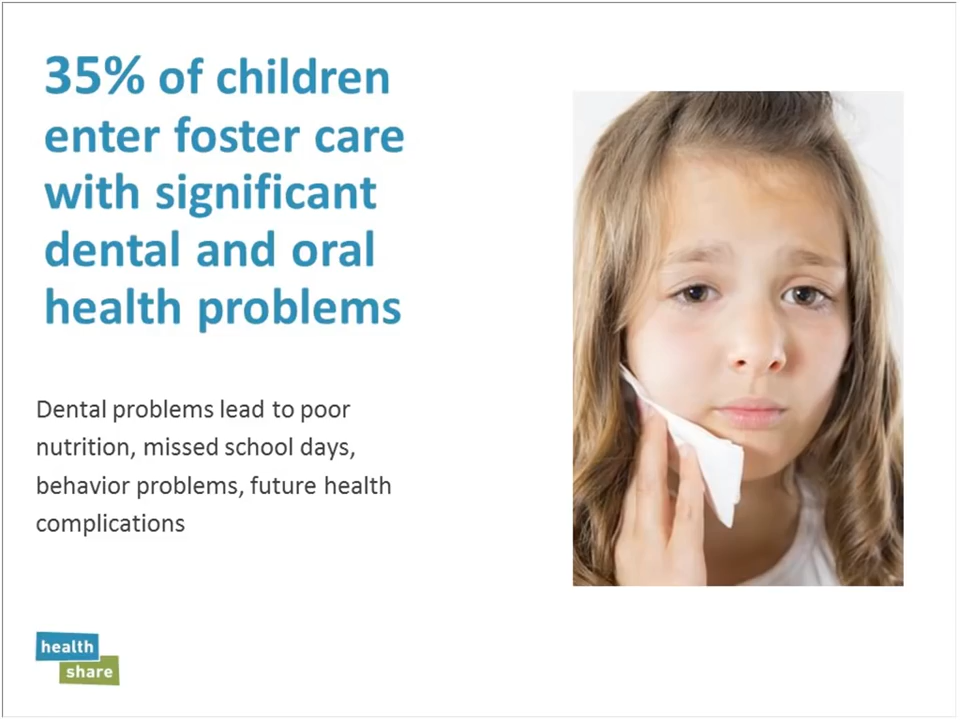 35% of children
enter foster care
with significant
dental and oral
health problems
Dental problems lead to poor
nutrition, missed school days,
behavior problems, future health
complications
health
share